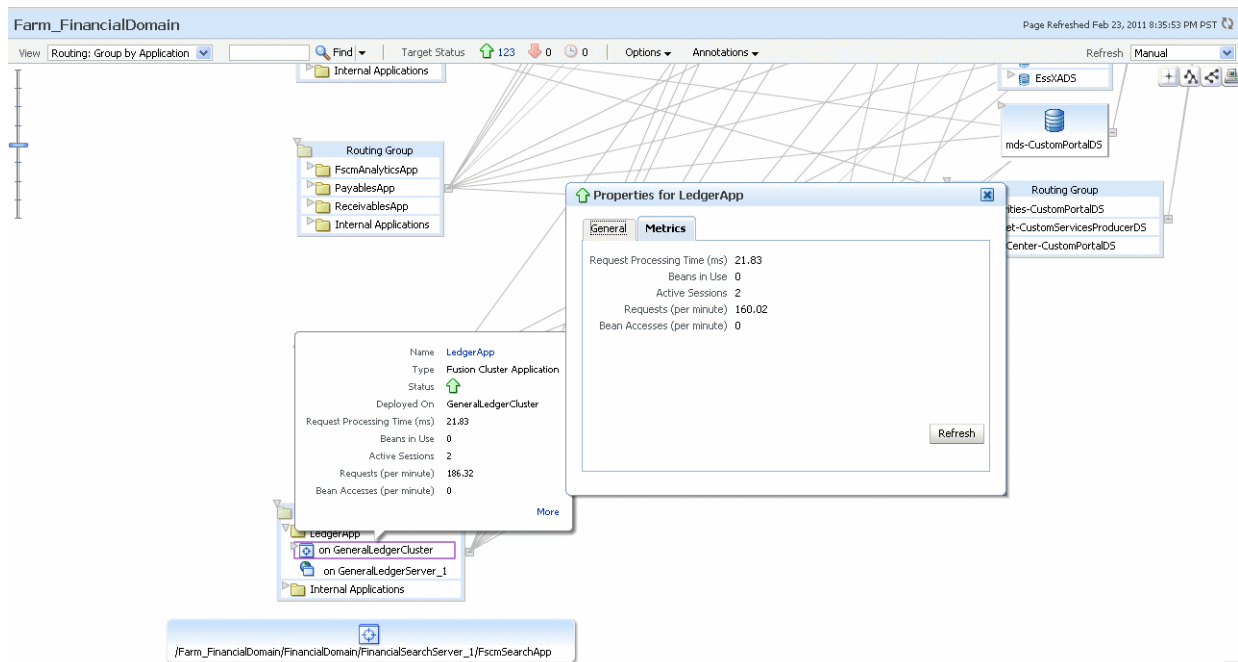 Farm_FinancialDomain
Page Refreshed Feb 23, 2011 8:35:53 PM PST
View Routing: Group by Application Find Target Status 123 0 0 Options Annotations Refresh Manual
Internal Applications
EssXADS
mds-CustomPortalDS
Routing Group
FscmAnalyticsApp
PayablesApp
ReceivablesApp
Internal Applications
Routing Group
ities-CustomPortalDS
et-CustomServicesProducerDS
Center-CustomPortalDS
Properties for LedgerApp
General Metrics
Request Processing Time (ms) 21.83
Beans in Use 0
Active Sessions 2
Requests (per minute) 160.02
Bean Accesses (per minute) 0
Refresh
Name LedgerApp
Type Fusion Cluster Application
Status
Deployed On GeneralLedgerCluster
Request Processing Time (ms) 21.83
Beans in Use 0
Active Sessions 2
Requests (per minute) 186.32
Bean Accesses (per minute) 0
More
LedgerApp
on GeneralLedgerCluster
on GeneralLedgerServer_1
Internal Applications
/Farm_FinancialDomain/FinancialDomain/FinancialSearchServer_1/FscmSearchApp